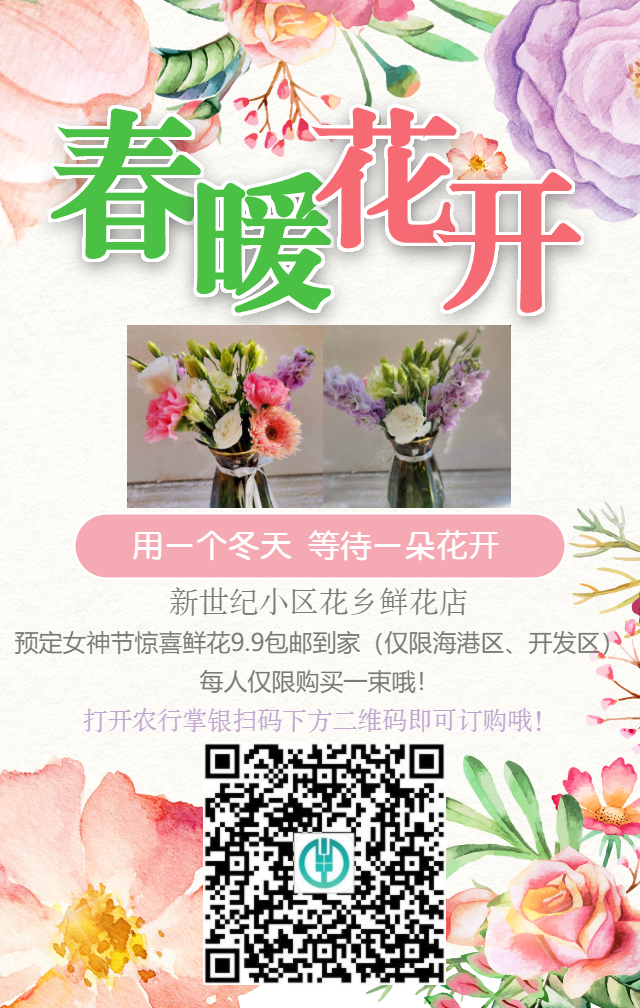 春暖花开
用一个冬天 等待一朵花开
新世纪小区花乡鲜花店
预定女神节惊喜鲜花9.9包邮到家（仅限海港区、开发区）
每人仅限购买一束哦！
打开农行掌银扫码下方二维码即可订购哦！